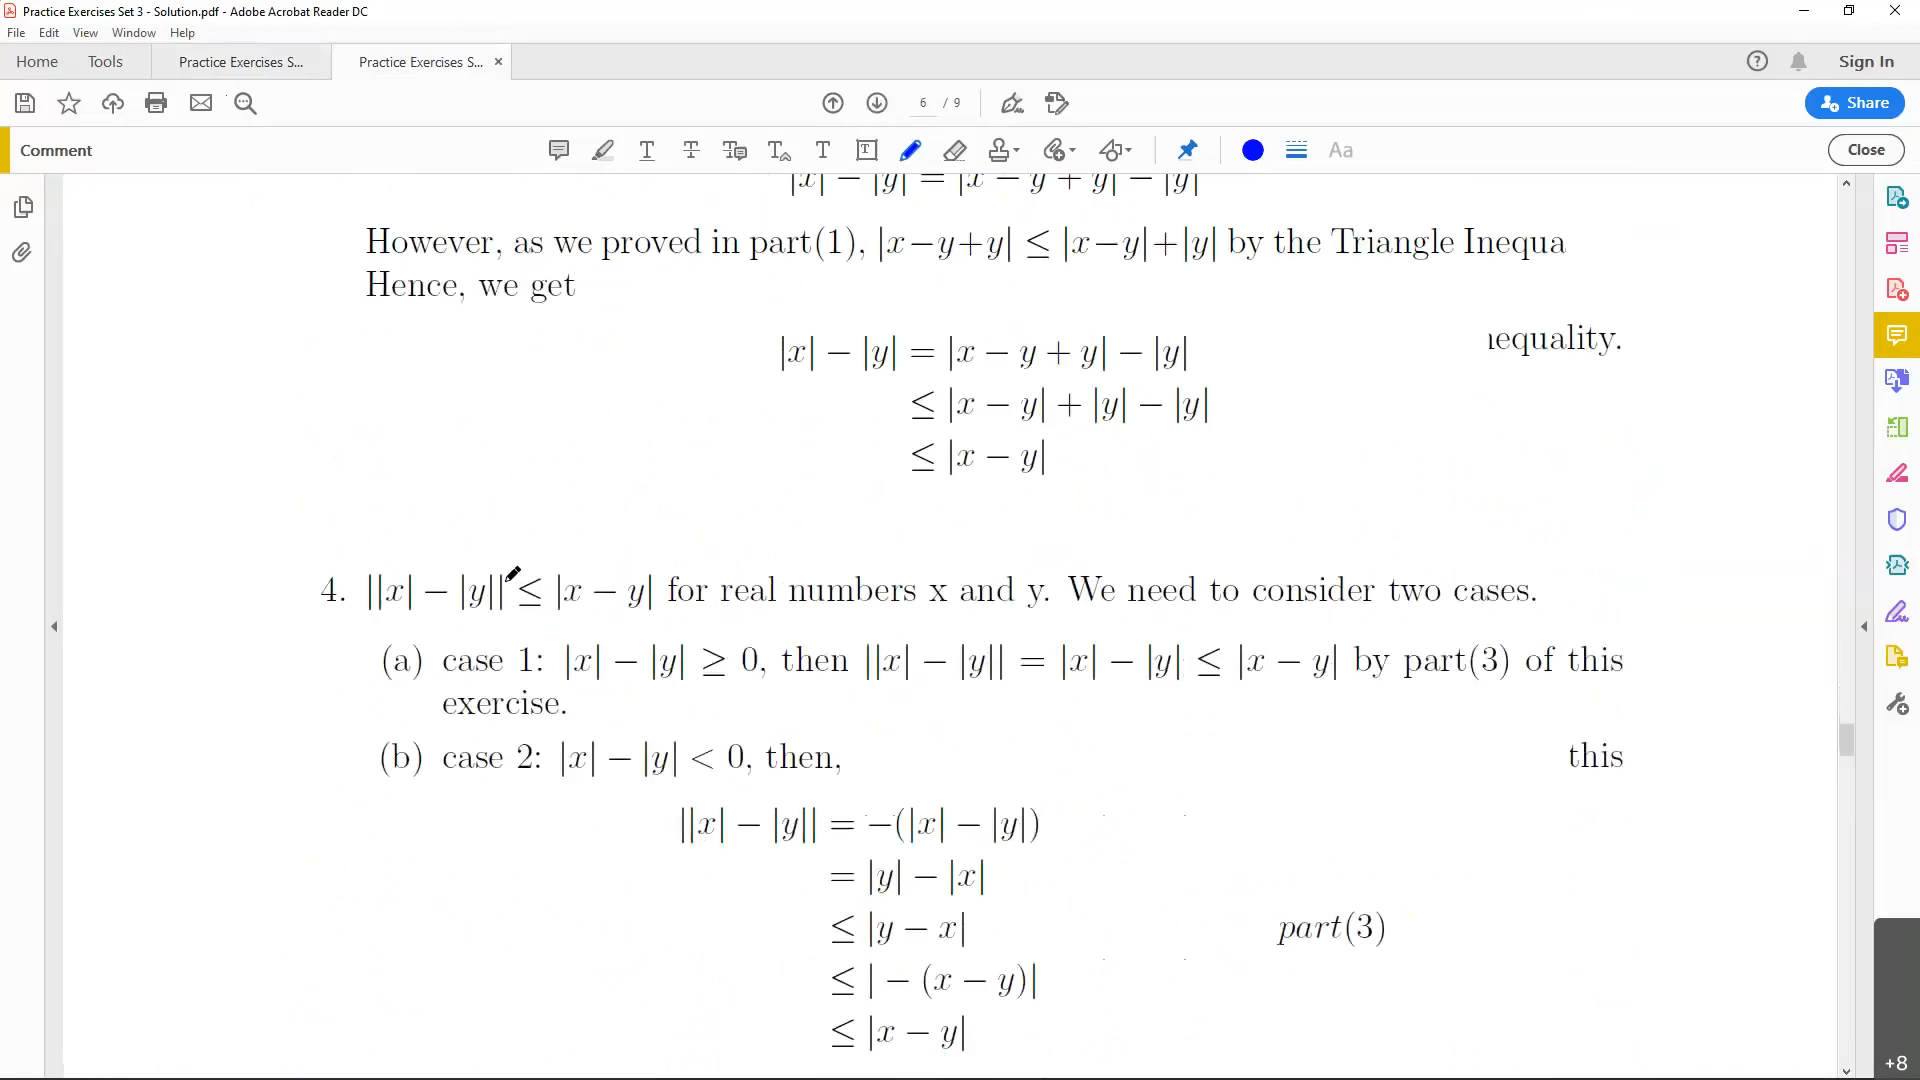 Practice Exercises Set 3 - Solution.pdf - Adobe Acrobat Reader DC
File Edit View Window Help
Home Tools Practice Exercises S... Practice Exercises S... ×
Sign In
6 / 9
Share
Comment
Aa
Close
|x| − |y| = |x − y + y| − |y|
However, as we proved in part(1), |x−y+y| ≤ |x−y|+|y| by the Triangle Inequa
Hence, we get
nequality.
|x| − |y| = |x − y + y| − |y|
≤ |x − y| + |y| − |y|
≤ |x − y|
4. ||x| − |y|| ≤ |x − y| for real numbers x and y. We need to consider two cases.
(a) case 1: |x| − |y| ≥ 0, then ||x| − |y|| = |x| − |y| ≤ |x − y| by part(3) of this
exercise.
(b) case 2: |x| − |y| < 0, then,
this
||x| − |y|| = −(|x| − |y|)
= |y| − |x|
≤ |y − x| part(3)
≤ | − (x − y)|
≤ |x − y|
+8